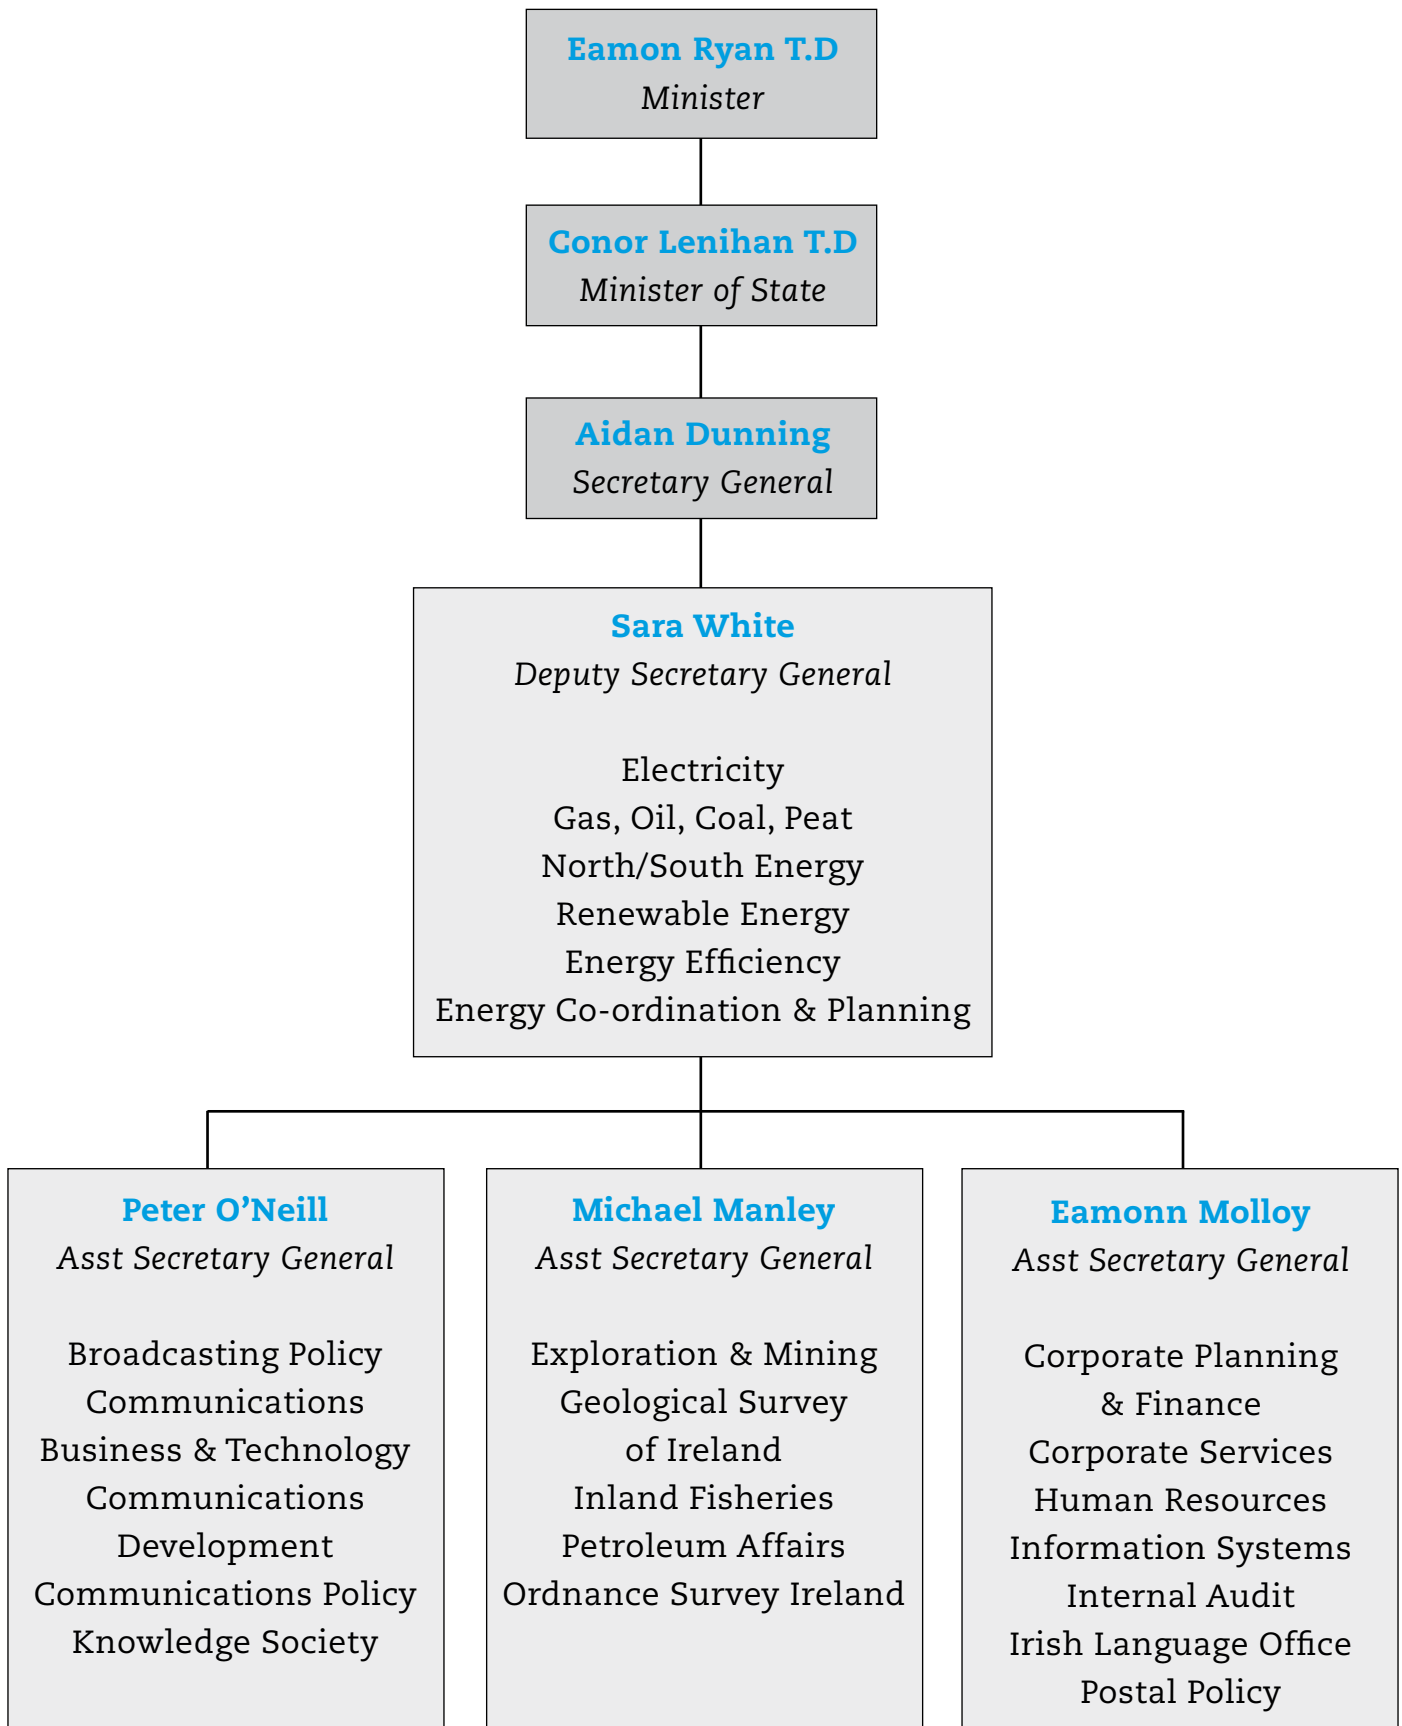 Eamon Ryan T.D
Minister
Conor Lenihan T.D
Minister of State
Aidan Dunning
Secretary General
Sara White
Deputy Secretary General
Electricity
Gas, Oil, Coal, Peat
North/South Energy
Renewable Energy
Energy Efficiency
Energy Co-ordination & Planning
Peter O’Neill
Asst Secretary General
Broadcasting Policy
Communications
Business & Technology
Communications
Development
Communications Policy
Knowledge Society
Michael Manley
Asst Secretary General
Exploration & Mining
Geological Survey
of Ireland
Inland Fisheries
Petroleum Affairs
Ordnance Survey Ireland
Eamonn Molloy
Asst Secretary General
Corporate Planning
& Finance
Corporate Services
Human Resources
Information Systems
Internal Audit
Irish Language Office
Postal Policy